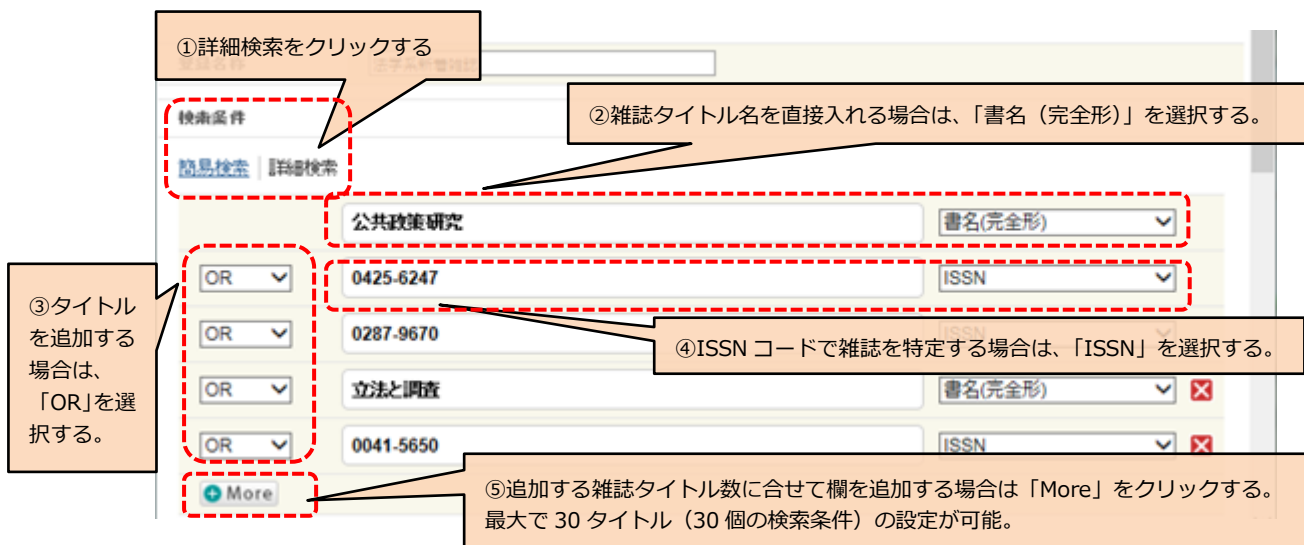 ①詳細検索をクリックする
登録名称
検索条件
②雑誌タイトル名を直接入れる場合は、「書名（完全形）」を選択する。
簡易検索 詳細検索
公共政策研究 書名(完全形)
OR 0425-6247 ISSN
③タイトル
を追加する
場合は、
「OR」を選
択する。
OR 0287-9670 ISSN
④ISSN コードで雑誌を特定する場合は、「ISSN」を選択する。
OR 立法と調査 書名(完全形)
OR 0041-5650 ISSN
More
⑤追加する雑誌タイトル数に合せて欄を追加する場合は「More」をクリックする。
最大で 30 タイトル（30 個の検索条件）の設定が可能。